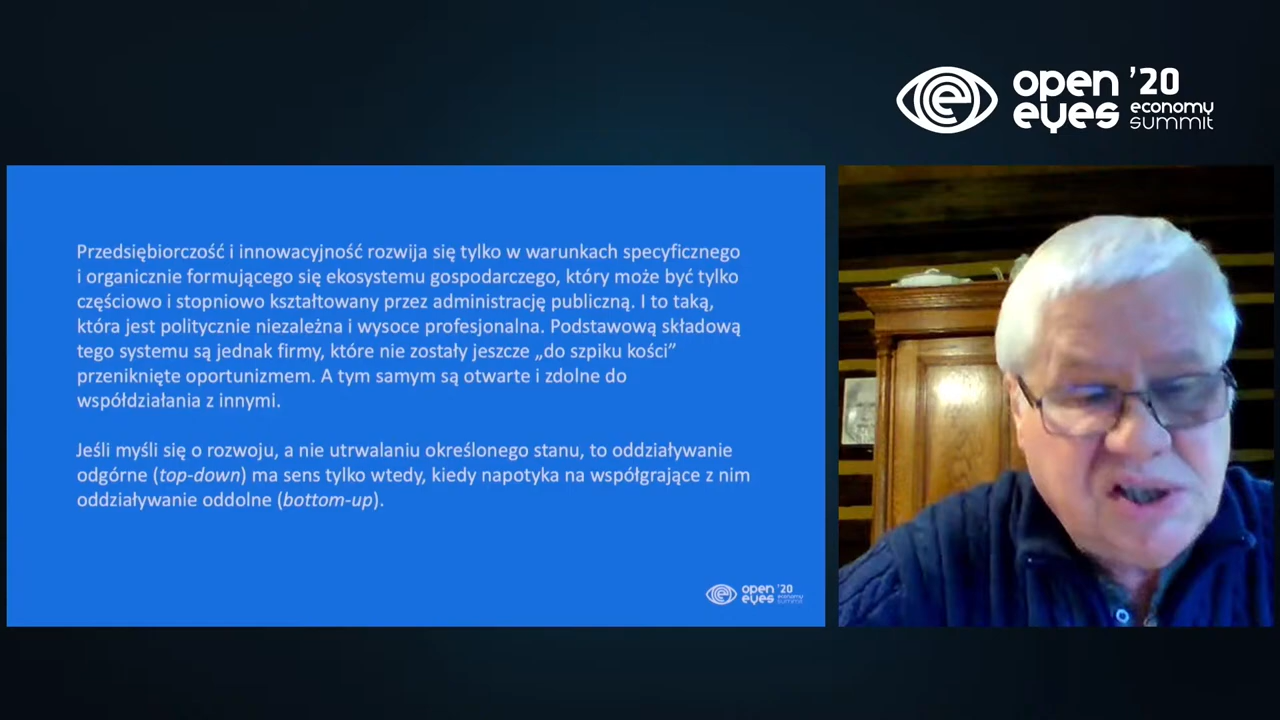 open '20
eyes economy
summit
Przedsiębiorczość i innowacyjność rozwija się tylko w warunkach specyficznego
i organicznie formującego się ekosystemu gospodarczego, który może być tylko
częściowo i stopniowo kształtowany przez administrację publiczną. I to taką,
która jest politycznie niezależna i wysoce profesjonalna. Podstawową składową
tego systemu są jednak firmy, które nie zostały jeszcze „do szpiku kości”
przeniknięte oportunizmem. A tym samym są otwarte i zdolne do
współdziałania z innymi.
Jeśli myśli się o rozwoju, a nie utrwalaniu określonego stanu, to oddziaływanie
odgórne (top-down) ma sens tylko wtedy, kiedy napotyka na współgrające z nim
oddziaływanie oddolne (bottom-up).
open '20
eyes economy
summit